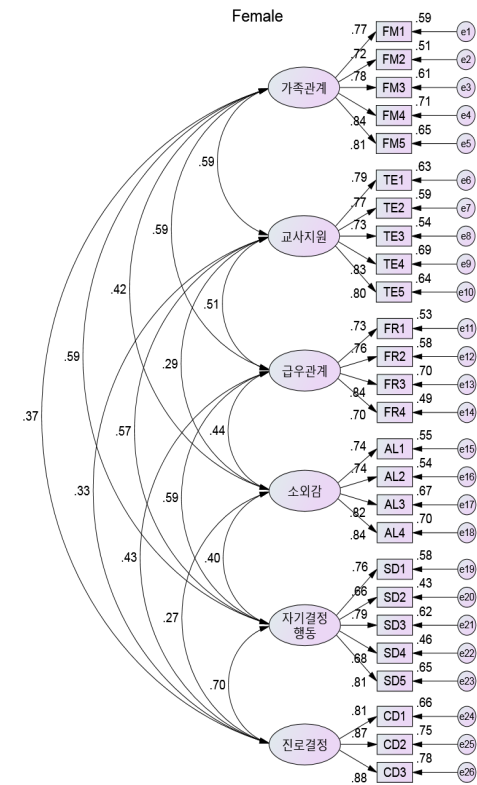 Female
가족관계
교사지원
급우관계
소외감
자기결정
행동
진로결정
.77 FM1 .59 e1
.72 FM2 .51 e2
.78 FM3 .61 e3
.84 FM4 .71 e4
.81 FM5 .65 e5
.79 TE1 .63 e6
.77 TE2 .59 e7
.73 TE3 .54 e8
.83 TE4 .69 e9
.80 TE5 .64 e10
.73 FR1 .53 e11
.76 FR2 .58 e12
.84 FR3 .70 e13
.70 FR4 .49 e14
.74 AL1 .55 e15
.74 AL2 .54 e16
.82 AL3 .67 e17
.84 AL4 .70 e18
.76 SD1 .58 e19
.66 SD2 .43 e20
.79 SD3 .62 e21
.68 SD4 .46 e22
.81 SD5 .65 e23
.81 CD1 .66 e24
.87 CD2 .75 e25
.88 CD3 .78 e26
.59
.59
.42
.51
.59
.29
.37
.57
.44
.33
.59
.43
.40
.27
.70